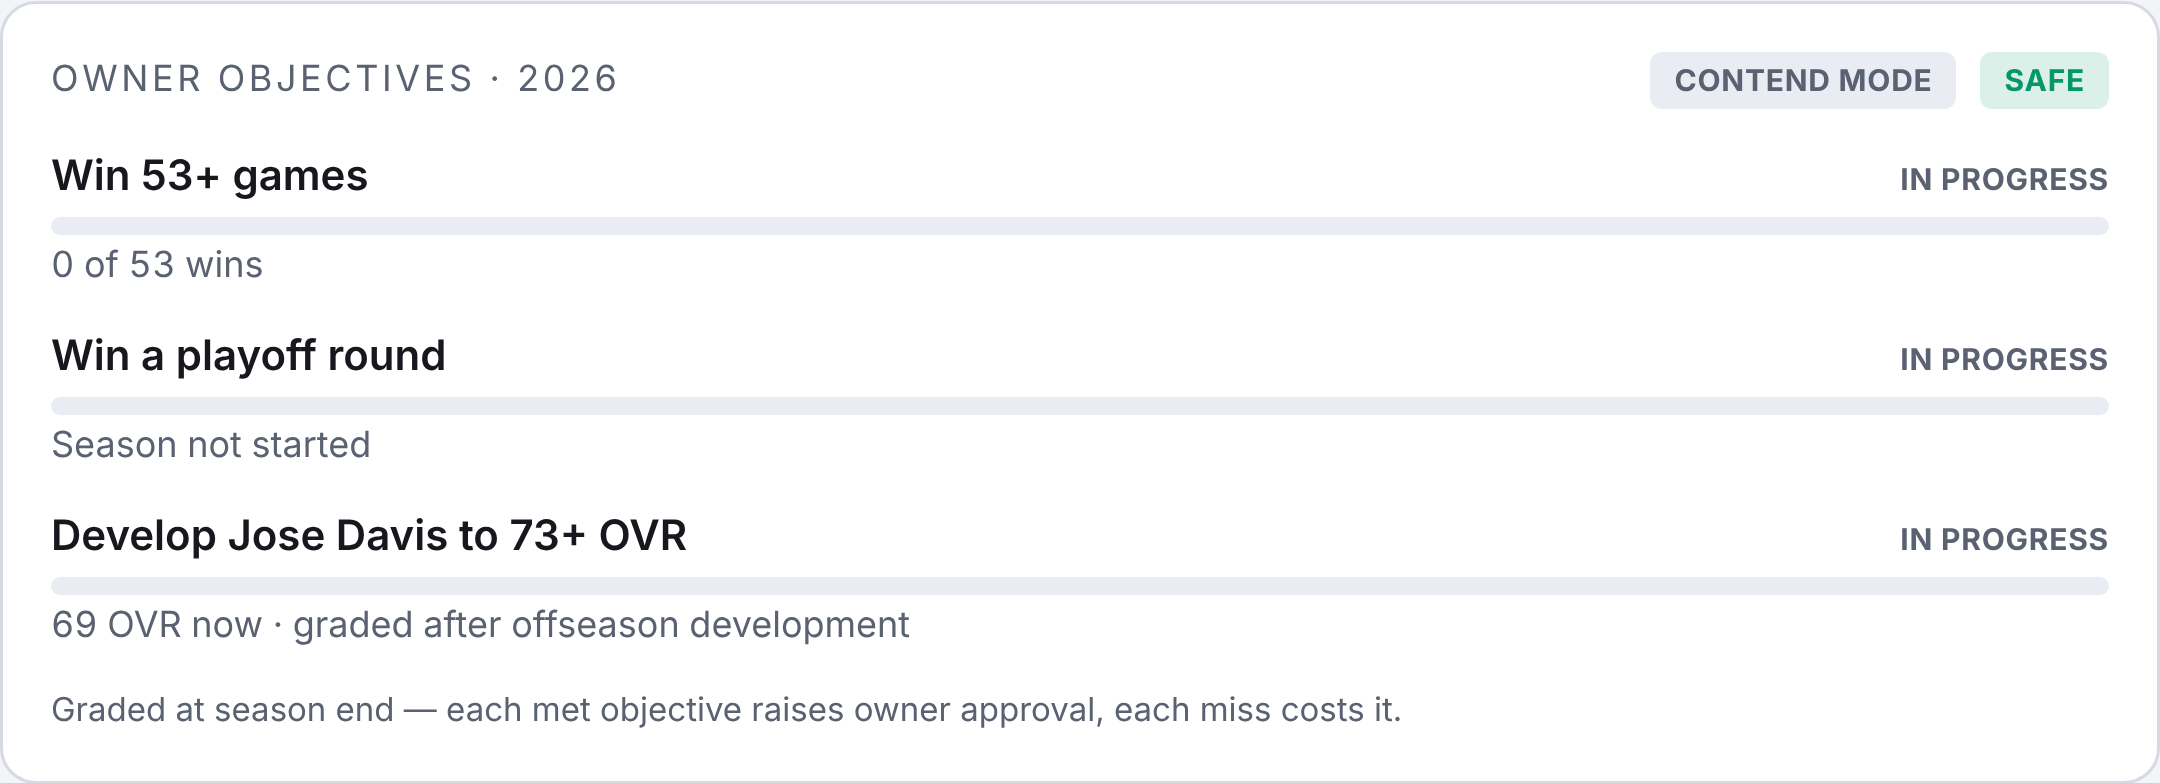 OWNER OBJECTIVES · 2026
CONTEND MODE
SAFE
Win 53+ games
IN PROGRESS
0 of 53 wins
Win a playoff round
IN PROGRESS
Season not started
Develop Jose Davis to 73+ OVR
IN PROGRESS
69 OVR now · graded after offseason development
Graded at season end — each met objective raises owner approval, each miss costs it.